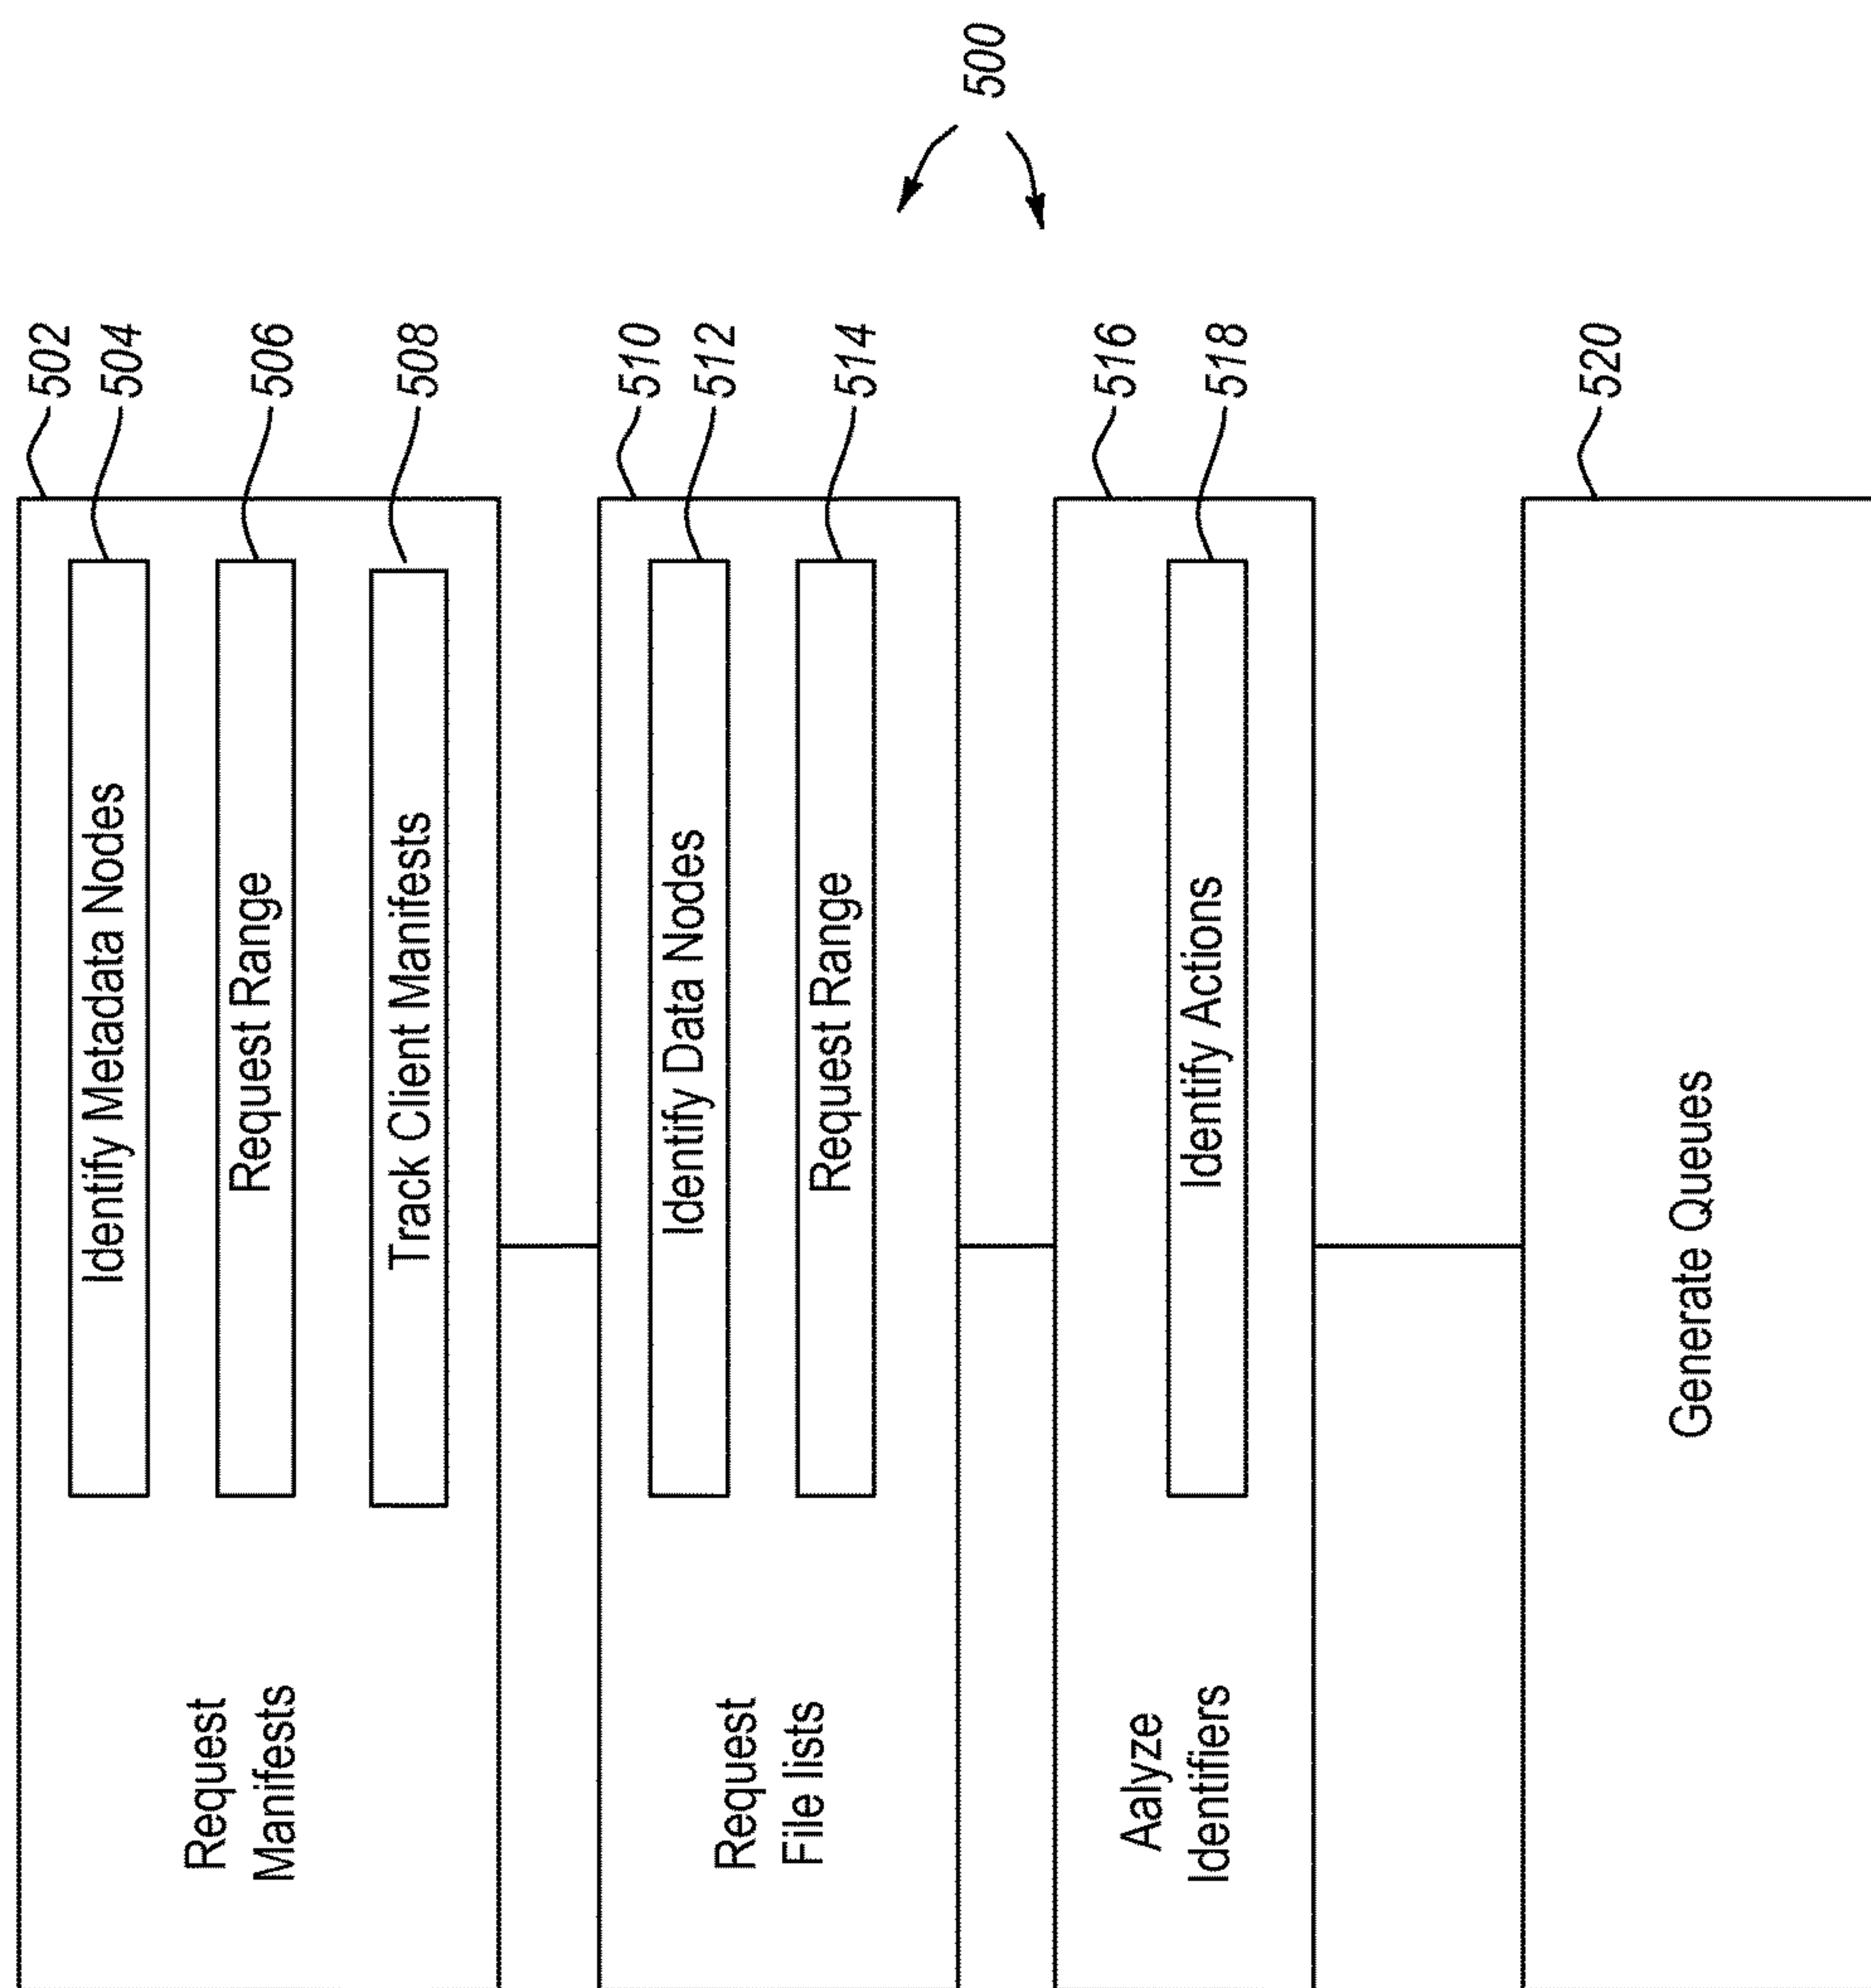 500
502
504
506
508
Request
Manifests
Identify Metadata Nodes
Request Range
Track Client Manifests
510
512
514
Request
File lists
Identify Data Nodes
Request Range
516
518
Aalyze
Identifiers
Identify Actions
520
Generate Queues